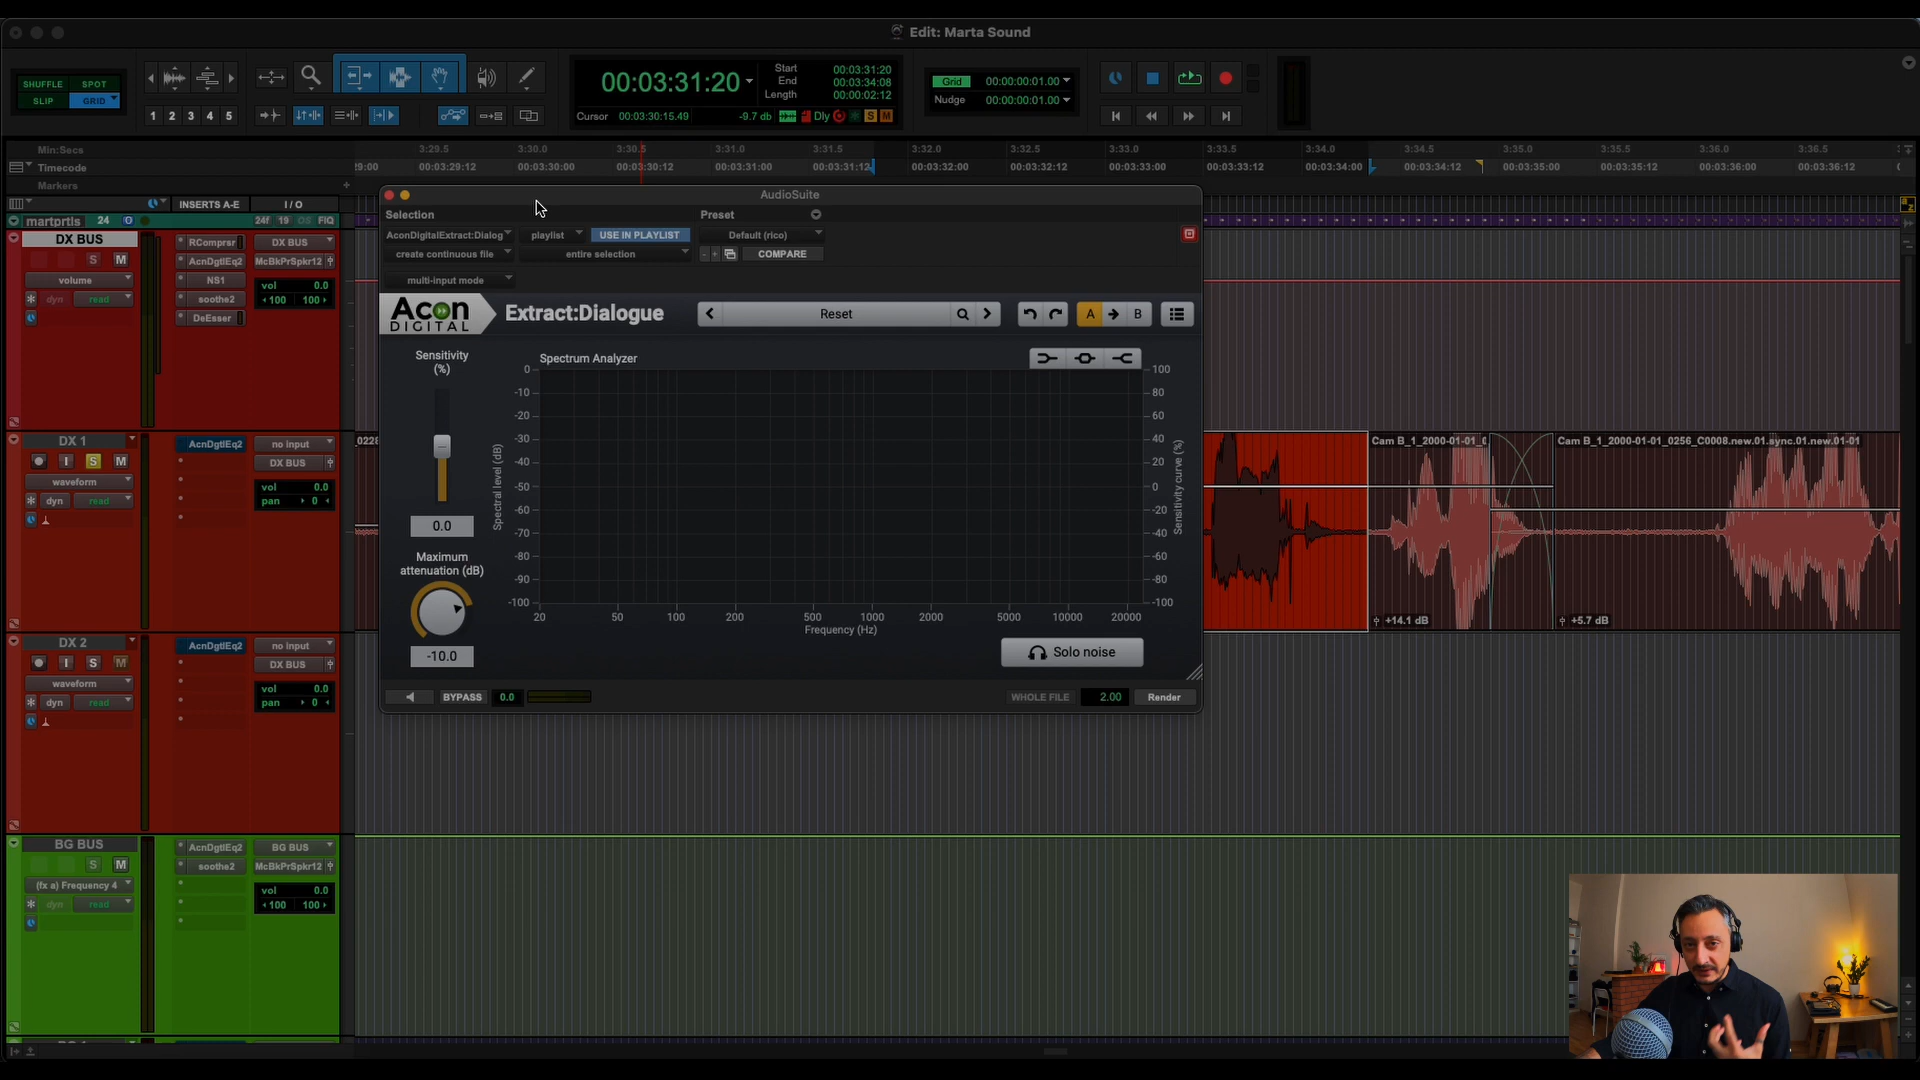 Edit: Marta Sound
SHUFFLE SPOT
SLIP GRID
1 2 3 4 5
00:03:31:20
Start 00:03:31:20
End 00:03:34:08
Length 00:00:02:12
Cursor 00:03:30:15.49 -9.7 db Dly S M
Grid 00:00:00:01.00
Nudge 00:00:00:01.00
Min:Secs 3:29.5 3:30.0 3:30.5 3:31.0 3:31.5 3:32.0 3:32.5 3:33.0 3:33.5 3:34.0 3:34.5 3:35.0 3:35.5 3:36.0 3:36.5
Timecode 29:00 00:03:29:12 00:03:30:00 00:03:30:12 00:03:31:00 00:03:31:12 00:03:32:00 00:03:32:12 00:03:33:00 00:03:33:12 00:03:34:00 00:03:34:12 00:03:35:00 00:03:35:12 00:03:36:00 00:03:36:12
Markers
INSERTS A-E I / O
martprtls 24 24f 19 OS FIQ
DX BUS
S M
volume
dyn read
RComprsr
AcnDgtlEq2
NS1
soothe2
DeEsser
DX BUS
McBkPrSpkr12
vol 0.0
100 100
DX 1
I S M
waveform
dyn read
AcnDgtlEq2
no input
DX BUS
vol 0.0
pan 0
_0228
DX 2
I S M
waveform
dyn read
AcnDgtlEq2
no input
DX BUS
vol 0.0
pan 0
BG BUS
S M
(fx a) Frequency 4
dyn read
AcnDgtlEq2
soothe2
BG BUS
McBkPrSpkr12
vol 0.0
100 100
AudioSuite
Selection Preset
AconDigitalExtract:Dialog playlist USE IN PLAYLIST Default (rico)
create continuous file entire selection - + COMPARE
multi-input mode
Acon
DIGITAL
Extract:Dialogue
Reset
A B
Sensitivity
(%)
0.0
Maximum
attenuation (dB)
-10.0
Spectrum Analyzer
Spectral level (dB)
0
-10
-20
-30
-40
-50
-60
-70
-80
-90
-100
100
80
60
40
20
0
-20
-40
-60
-80
-100
Sensitivity curve (%)
20 50 100 200 500 1000 2000 5000 10000 20000
Frequency (Hz)
Solo noise
BYPASS 0.0 WHOLE FILE 2.00 Render
Cam B_1_2000-01-01_0
+14.1 dB
Cam B_1_2000-01-01_0256_C0008.new.01.sync.01.new.01-01
+5.7 dB